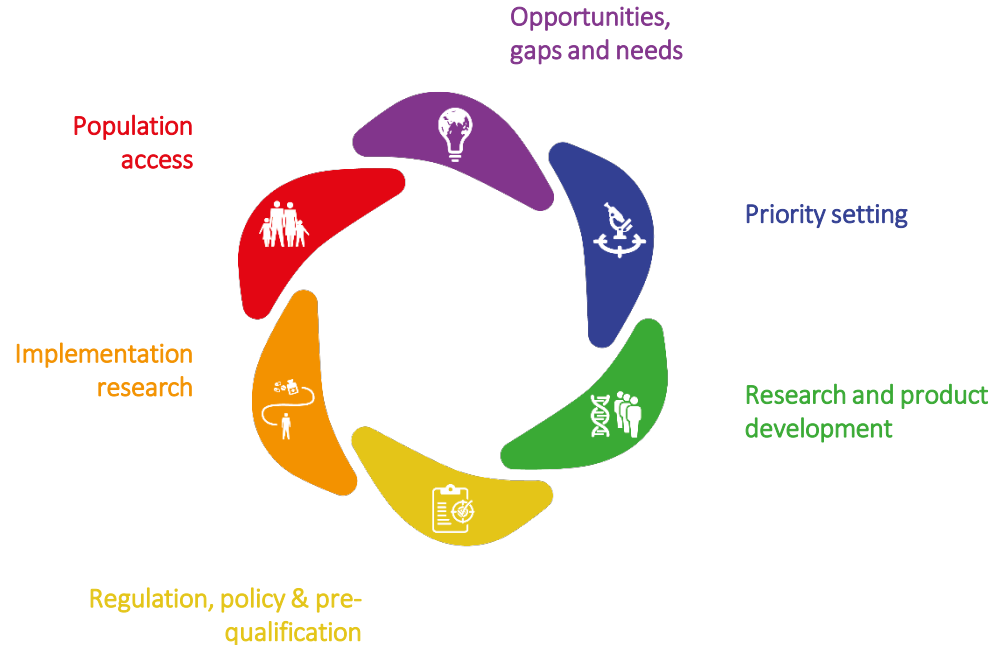 Opportunities,
gaps and needs
Population
access
Priority setting
Implementation
research
Research and product
development
Regulation, policy & pre-
qualification